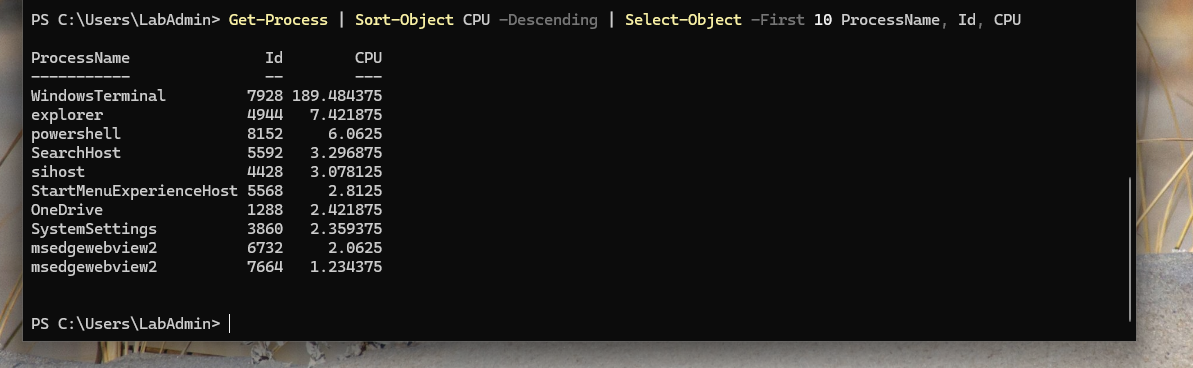 PS C:\Users\LabAdmin> Get-Process | Sort-Object CPU -Descending | Select-Object -First 10 ProcessName, Id, CPU
ProcessName Id CPU
----------- -- ---
WindowsTerminal 7928 189.484375
explorer 4944 7.421875
powershell 8152 6.0625
SearchHost 5592 3.296875
sihost 4428 3.078125
StartMenuExperienceHost 5568 2.8125
OneDrive 1288 2.421875
SystemSettings 3860 2.359375
msedgewebview2 6732 2.0625
msedgewebview2 7664 1.234375
PS C:\Users\LabAdmin>